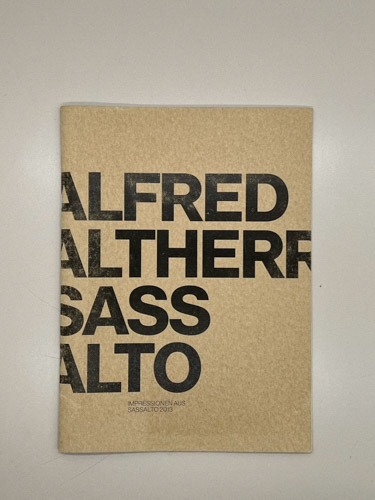 ALFRED
ALTHERR
SASS
ALTO
IMPRESSIONEN AUS
SASSALTO 2013